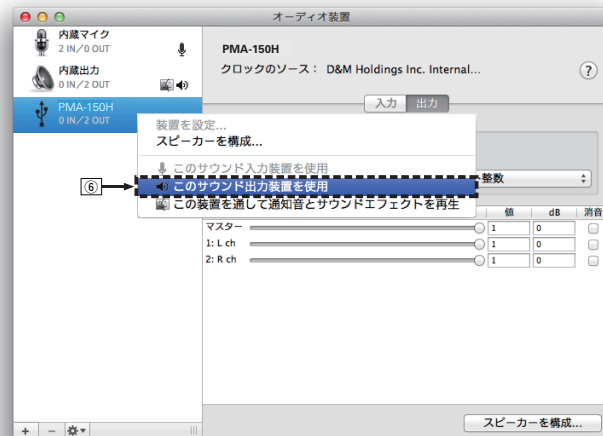 オーディオ装置
内蔵マイク
2 IN/0 OUT
内蔵出力
0 IN/2 OUT
PMA-150H
0 IN/2 OUT
PMA-150H
クロックのソース： D&M Holdings Inc. Internal...
?
入力 出力
装置を設定...
スピーカーを構成...
このサウンド入力装置を使用
⑥ このサウンド出力装置を使用
この装置を通して通知音とサウンドエフェクトを再生
整数
値 dB 消音
マスター 1 0
1: L ch 1 0
2: R ch 1 0
+ −
スピーカーを構成...